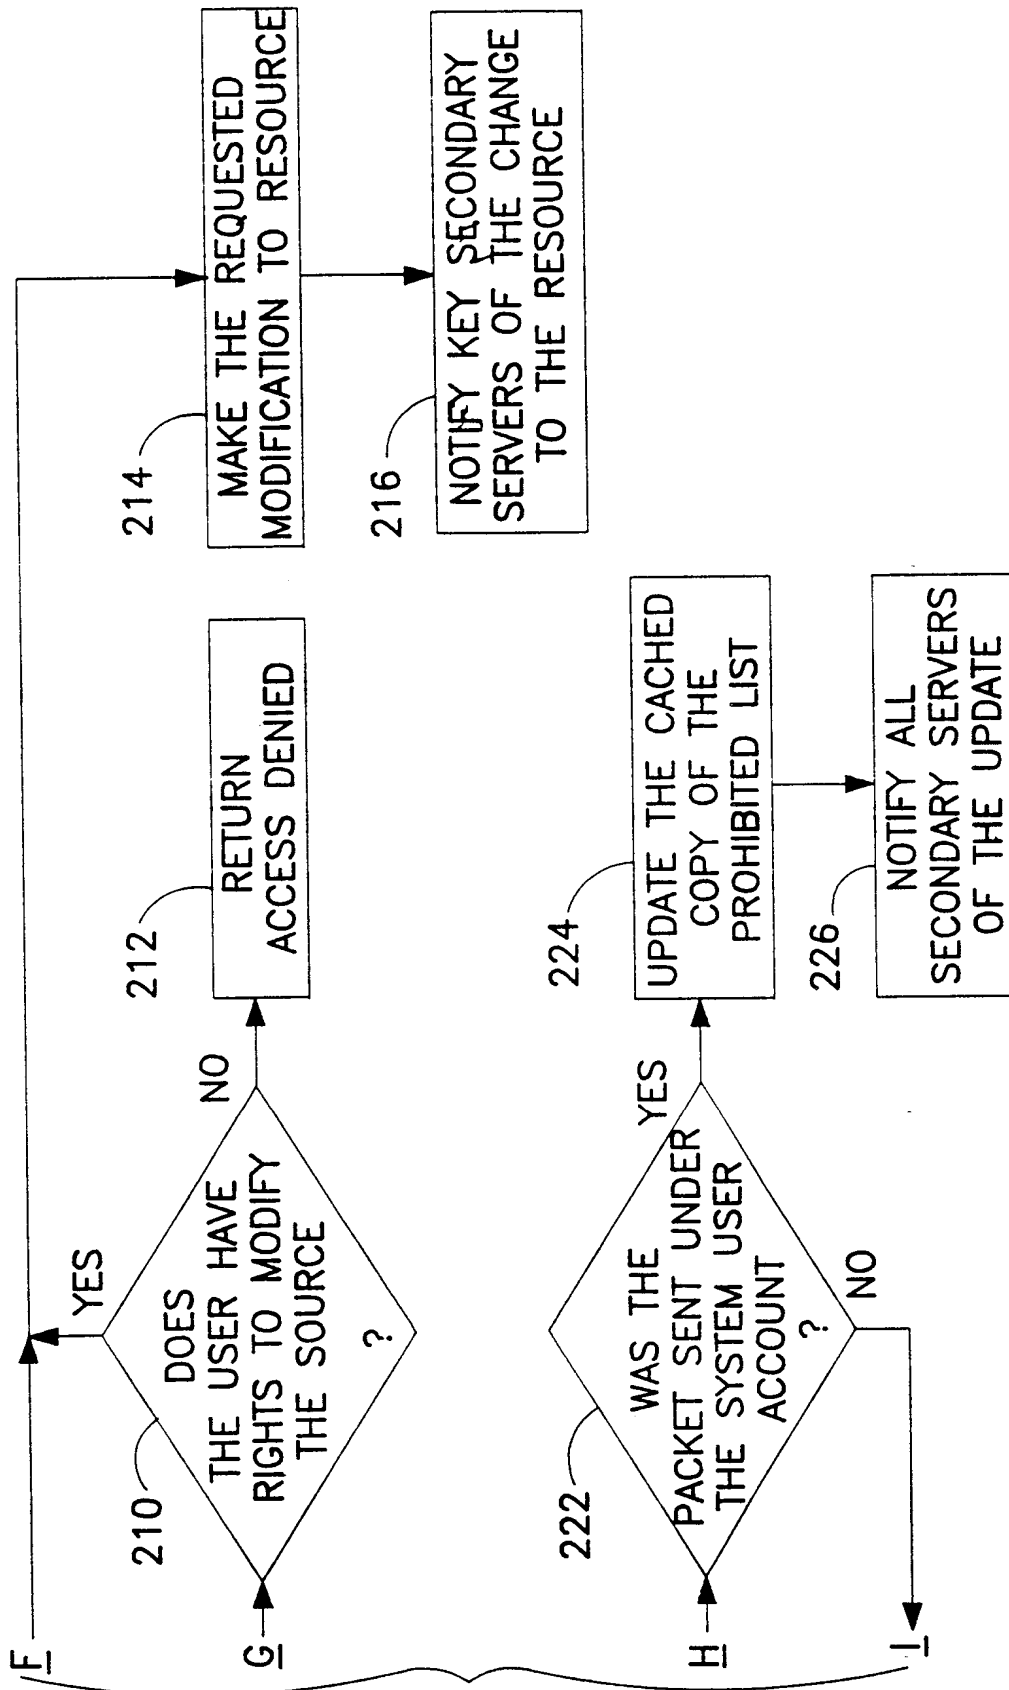 F
YES
214
MAKE THE REQUESTED
MODIFICATION TO RESOURCE
G
210
DOES
THE USER HAVE
RIGHTS TO MODIFY
THE SOURCE
?
NO
212
RETURN
ACCESS DENIED
216
NOTIFY KEY SECONDARY
SERVERS OF THE CHANGE
TO THE RESOURCE
H
222
WAS THE
PACKET SENT UNDER
THE SYSTEM USER
ACCOUNT
?
YES
224
UPDATE THE CACHED
COPY OF THE
PROHIBITED LIST
NO
I
226
NOTIFY ALL
SECONDARY SERVERS
OF THE UPDATE